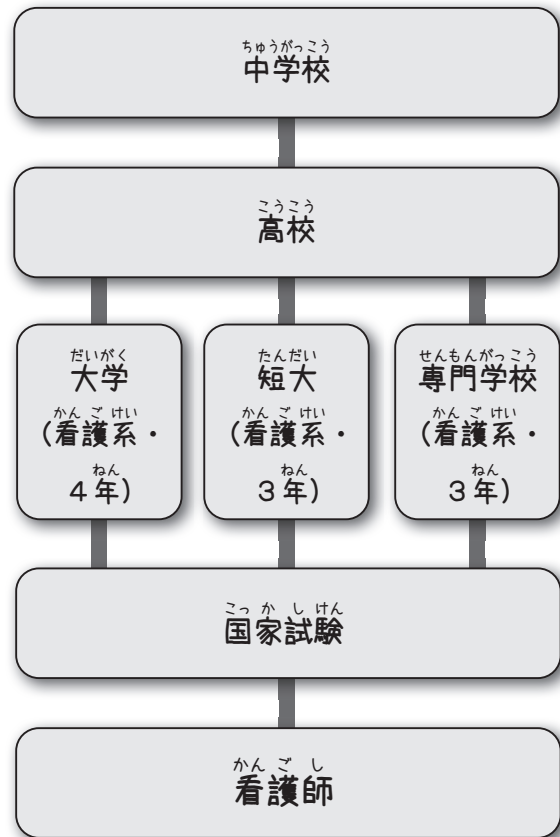 ちゅうがっこう
中学校
こうこう
高校
だいがく
大学
かんごけい
（看護系・
ねん
4年）
たんだい
短大
かんごけい
（看護系・
ねん
3年）
せんもんがっこう
専門学校
かんごけい
（看護系・
ねん
3年）
こっかしけん
国家試験
かんごし
看護師